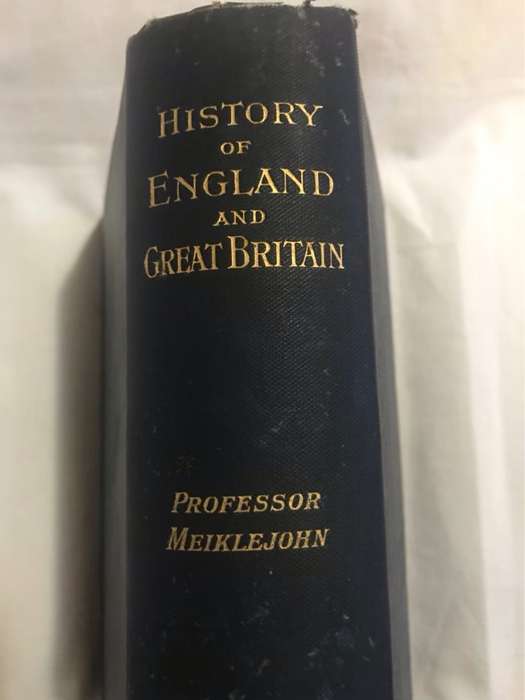 HISTORY
OF
ENGLAND
AND
GREAT BRITAIN
PROFESSOR
MEIKLEJOHN